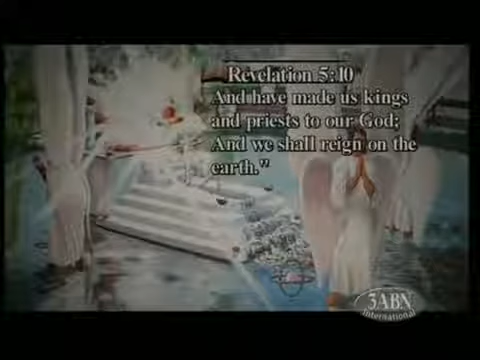 Revelation 5:10
And have made us kings
and priests to our God;
And we shall reign on the
earth."
3ABN
International